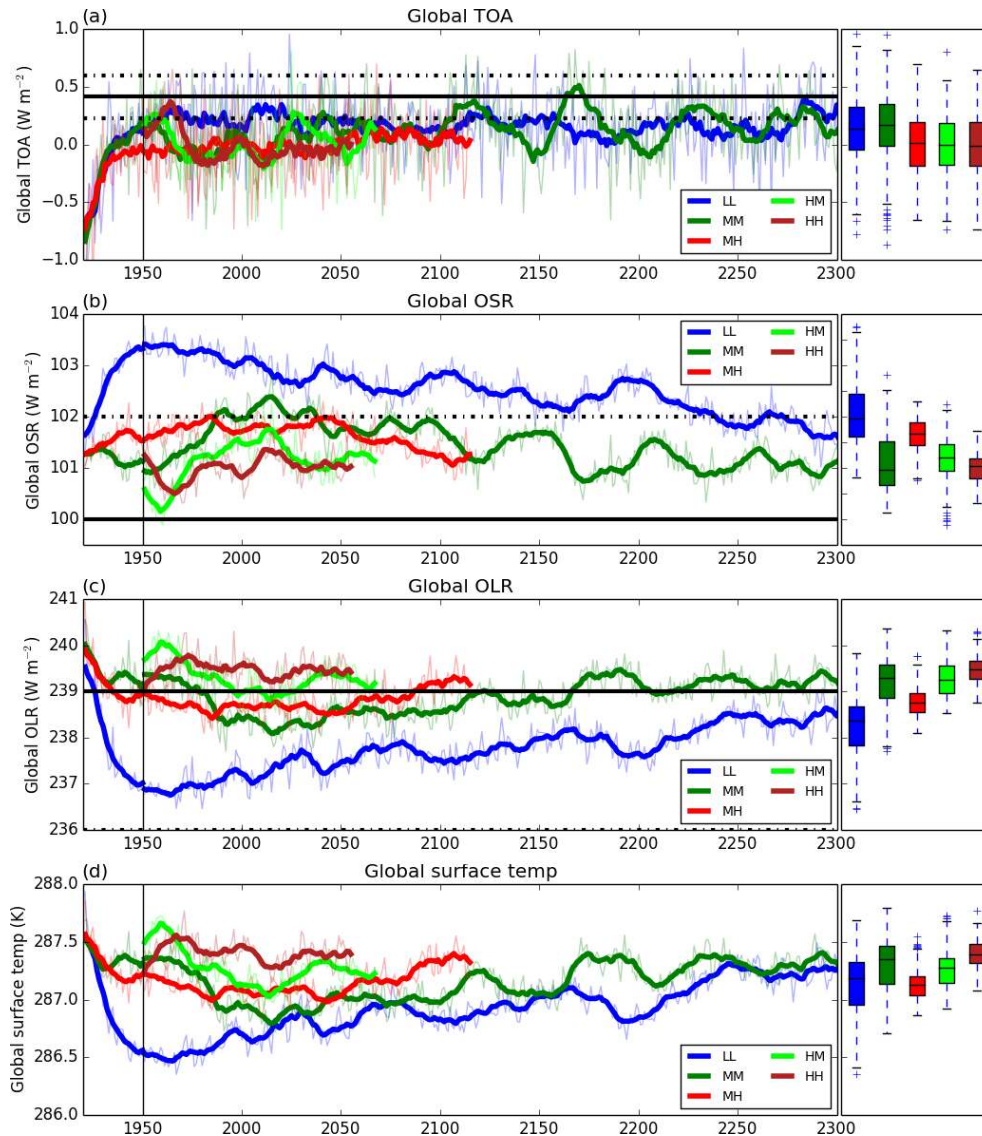 (a) Global TOA
Global TOA (W m⁻²)
1.0
0.5
0.0
−0.5
−1.0
LL HM
MM HH
MH
1950 2000 2050 2100 2150 2200 2250 2300
(b) Global OSR
Global OSR (W m⁻²)
104
103
102
101
100
LL HM
MM HH
MH
1950 2000 2050 2100 2150 2200 2250 2300
(c) Global OLR
Global OLR (W m⁻²)
241
240
239
238
237
236
LL HM
MM HH
MH
1950 2000 2050 2100 2150 2200 2250 2300
(d) Global surface temp
Global surface temp (K)
288.0
287.5
287.0
286.5
286.0
LL HM
MM HH
MH
1950 2000 2050 2100 2150 2200 2250 2300